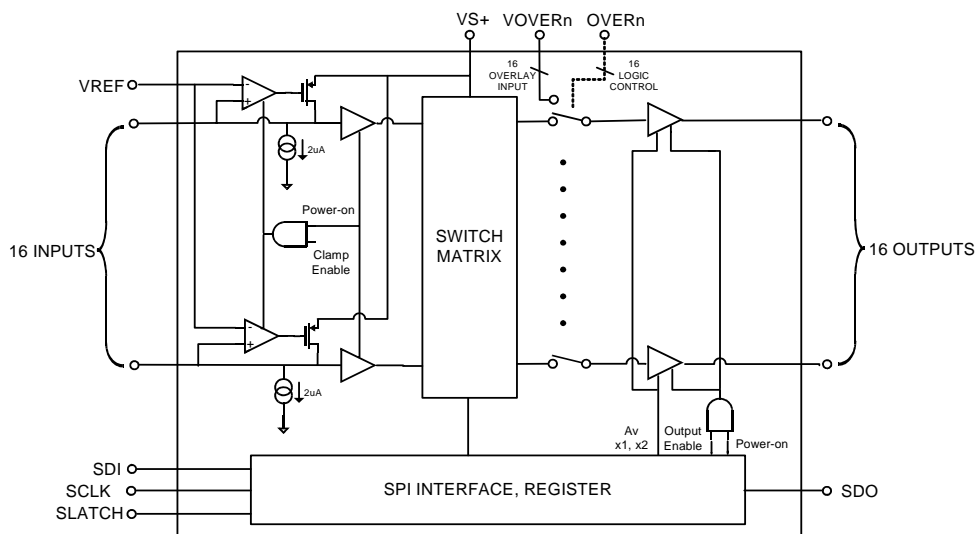 VS+
VOVERn
OVERn
16
OVERLAY
INPUT
16
LOGIC
CONTROL
VREF
-
+
2uA
Power-on
Clamp
Enable
16 INPUTS
SWITCH
MATRIX
16 OUTPUTS
-
+
2uA
Av
x1, x2
Output
Enable
Power-on
SDI
SCLK
SLATCH
SPI INTERFACE, REGISTER
SDO